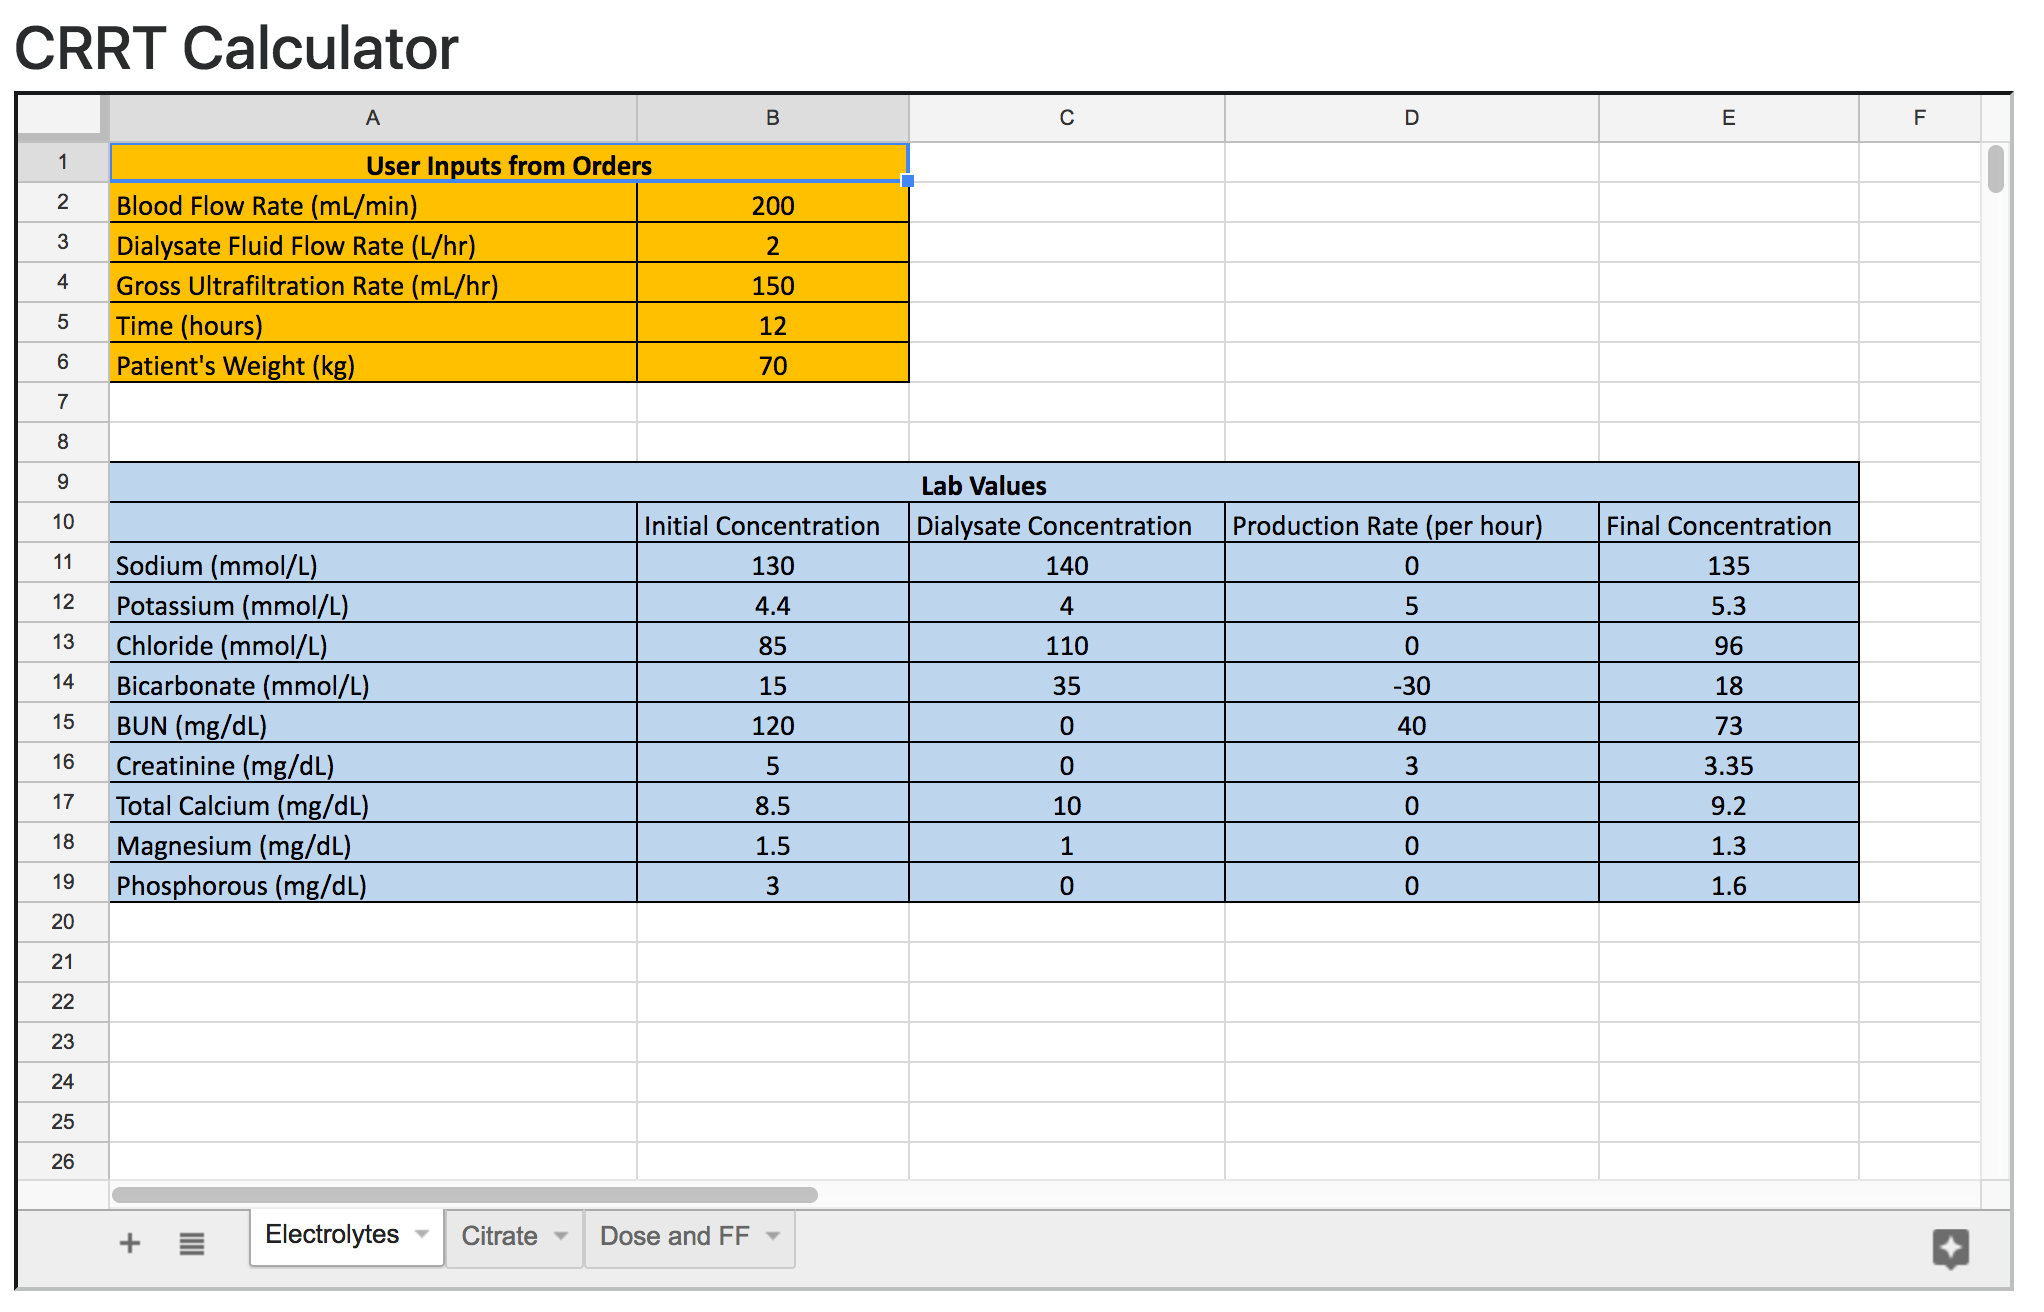 CRRT Calculator
A B C D E F
1 User Inputs from Orders
2 Blood Flow Rate (mL/min) 200
3 Dialysate Fluid Flow Rate (L/hr) 2
4 Gross Ultrafiltration Rate (mL/hr) 150
5 Time (hours) 12
6 Patient's Weight (kg) 70
7
8
9 Lab Values
10 Initial Concentration Dialysate Concentration Production Rate (per hour) Final Concentration
11 Sodium (mmol/L) 130 140 0 135
12 Potassium (mmol/L) 4.4 4 5 5.3
13 Chloride (mmol/L) 85 110 0 96
14 Bicarbonate (mmol/L) 15 35 -30 18
15 BUN (mg/dL) 120 0 40 73
16 Creatinine (mg/dL) 5 0 3 3.35
17 Total Calcium (mg/dL) 8.5 10 0 9.2
18 Magnesium (mg/dL) 1.5 1 0 1.3
19 Phosphorous (mg/dL) 3 0 0 1.6
20
21
22
23
24
25
26
Electrolytes Citrate Dose and FF